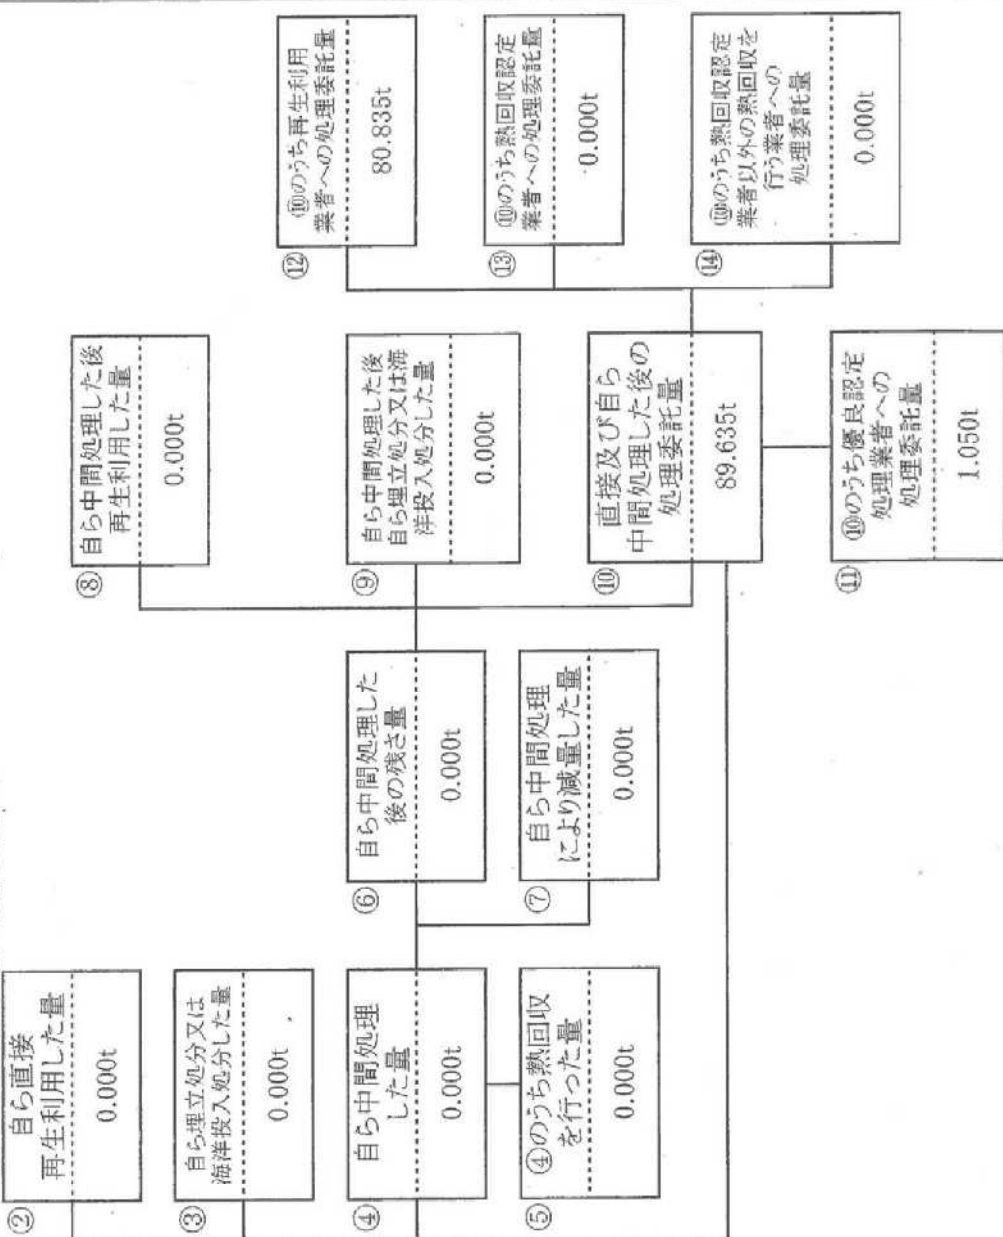 ②
自ら直接
再生利用した量
0.000t
③
自ら埋立処分又は
海洋投入処分した量
0.000t
④
自ら中間処理
した量
0.000t
⑤
④のうち熱回収
を行った量
0.000t
⑥
自ら中間処理した
後の残さ量
0.000t
⑦
自ら中間処理
により減量した量
0.000t
⑧
自ら中間処理した後
再生利用した量
0.000t
⑨
自ら中間処理した後
自ら埋立処分又は海
洋投入処分した量
0.000t
⑩
直接及び自ら
中間処理した後の
処理委託量
89.635t
⑪
⑩のうち優良認定
処理業者への
処理委託量
1.050t
⑫
⑩のうち再生利用
業者への処理委託量
80.835t
⑬
⑩のうち熱回収認定
業者への処理委託量
0.000t
⑭
⑩のうち熱回収認定
業者以外の熱回収を
行う業者への
処理委託量
0.000t